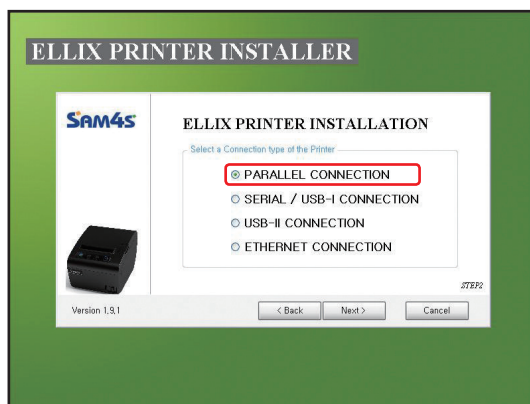 ELLIX PRINTER INSTALLER
SAM4S
ELLIX PRINTER INSTALLATION
Select a Connection type of the Printer
PARALLEL CONNECTION
SERIAL / USB-I CONNECTION
USB-II CONNECTION
ETHERNET CONNECTION
STEP2
Version 1.9.1
< Back Next > Cancel